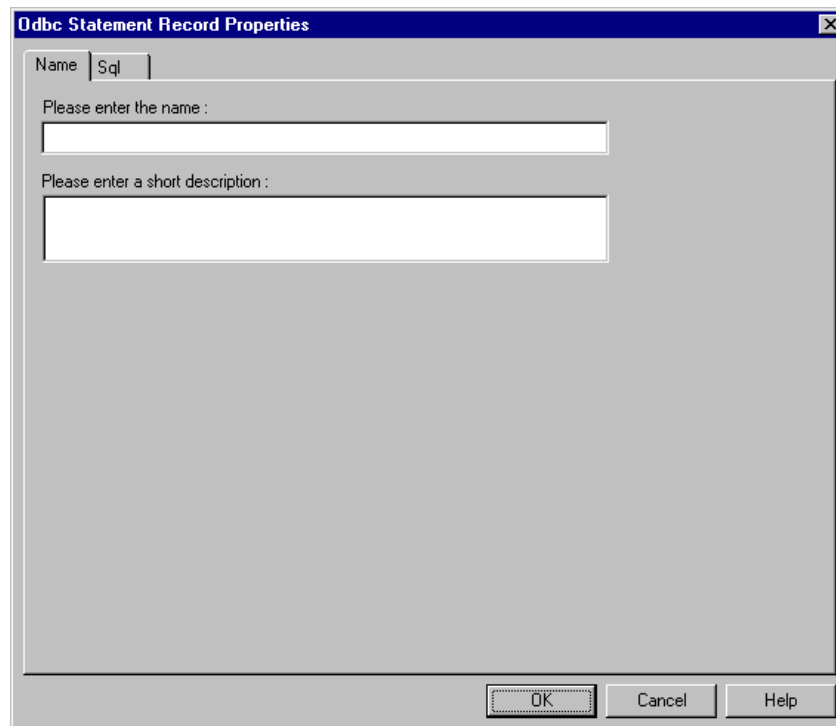 Odbc Statement Record Properties
Name Sql
Please enter the name :
Please enter a short description :
OK Cancel Help